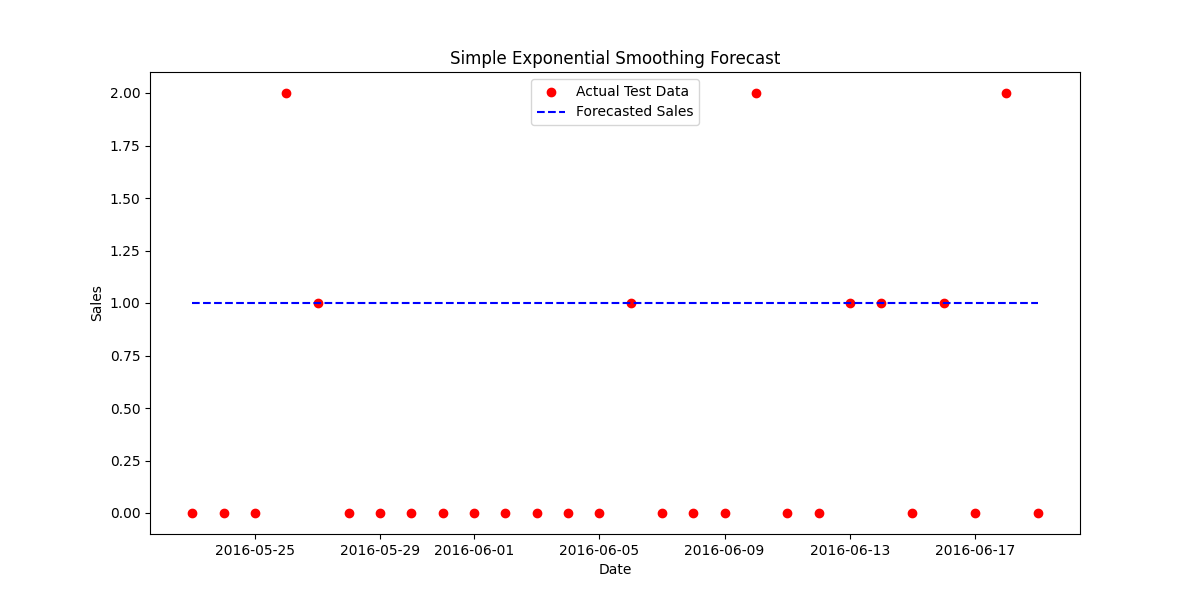 Simple Exponential Smoothing Forecast
Actual Test Data
Forecasted Sales
Sales
2.00
1.75
1.50
1.25
1.00
0.75
0.50
0.25
0.00
2016-05-25 2016-05-29 2016-06-01 2016-06-05 2016-06-09 2016-06-13 2016-06-17
Date